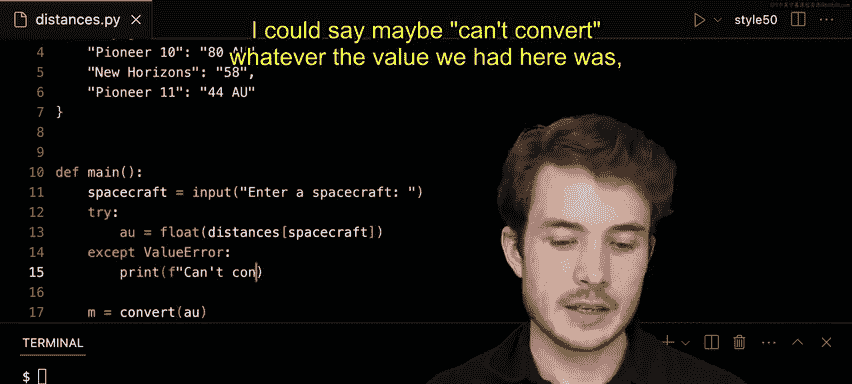 distances.py
style50
I could say maybe "can't convert"
whatever the value we had here was,
4 "Pioneer 10": "80
5 "New Horizons": "58",
6 "Pioneer 11": "44 AU"
7 }
8
9
10 def main():
11 spacecraft = input("Enter a spacecraft: ")
12 try:
13 au = float(distances[spacecraft])
14 except ValueError:
15 print(f"Can't con)
16
17 m = convert(au)
TERMINAL
$